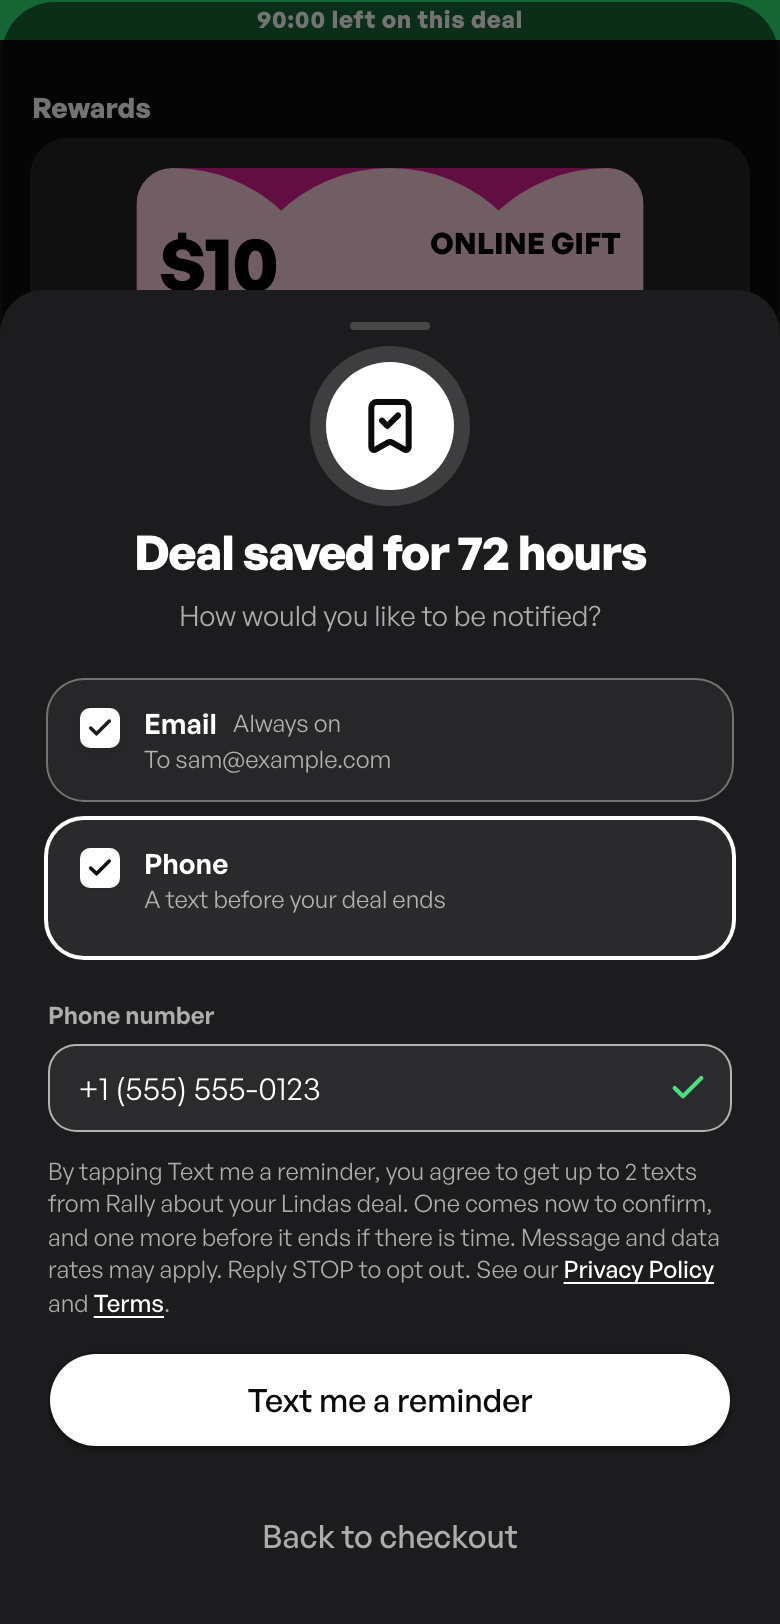 90:00 left on this deal
Rewards
$10
ONLINE GIFT
Deal saved for 72 hours
How would you like to be notified?
Email Always on
To sam@example.com
Phone
A text before your deal ends
Phone number
+1 (555) 555-0123
By tapping Text me a reminder, you agree to get up to 2 texts
from Rally about your Lindas deal. One comes now to confirm,
and one more before it ends if there is time. Message and data
rates may apply. Reply STOP to opt out. See our Privacy Policy
and Terms.
Text me a reminder
Back to checkout